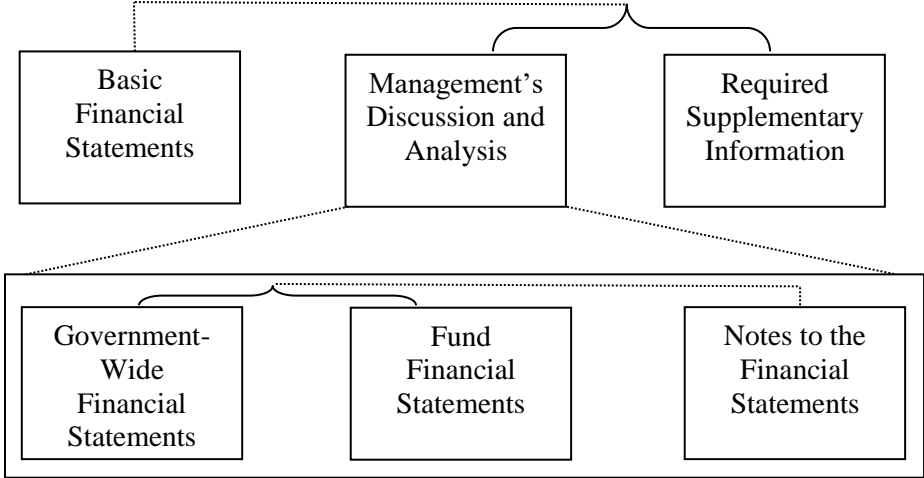 Basic
Financial
Statements
Management’s
Discussion and
Analysis
Required
Supplementary
Information
Government-
Wide
Financial
Statements
Fund
Financial
Statements
Notes to the
Financial
Statements